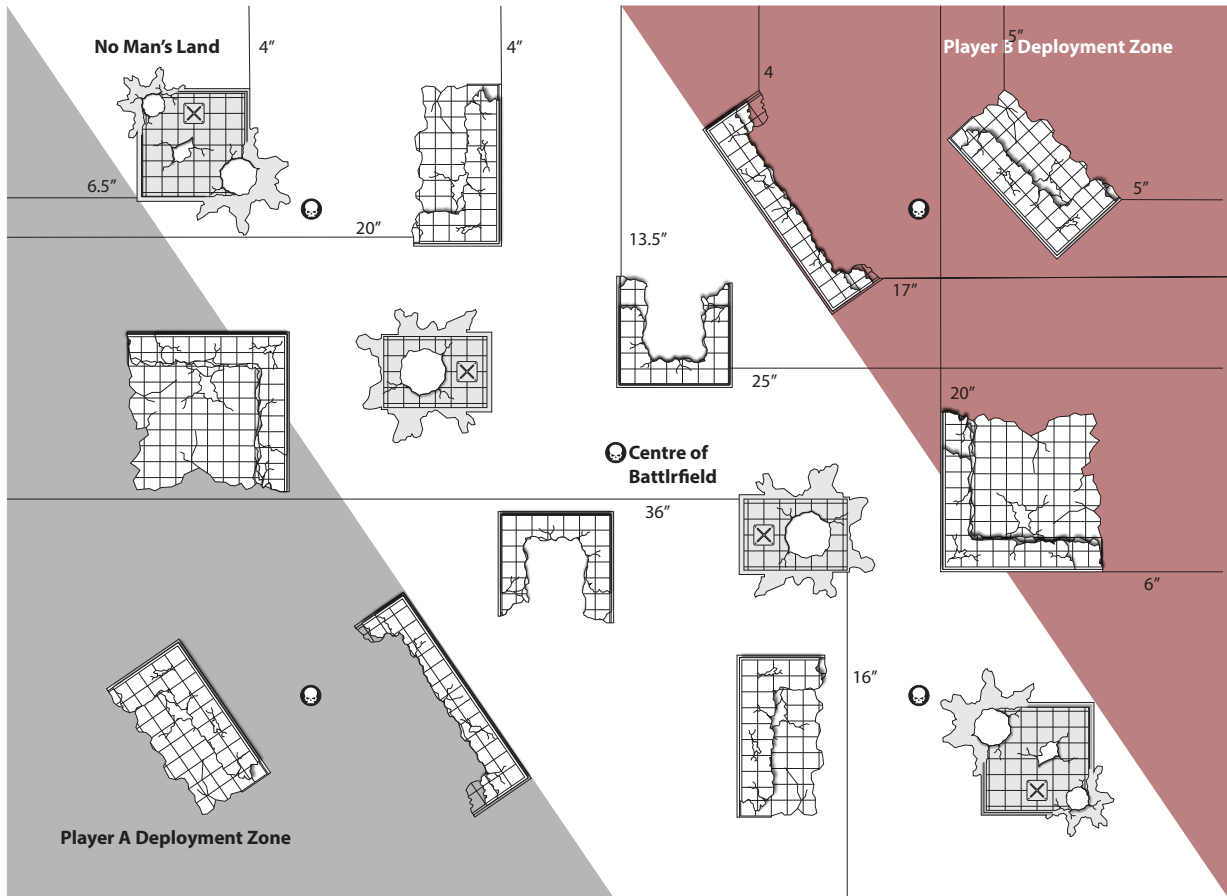 No Man's Land
4"
4"
5"
Player B Deployment Zone
4
6.5"
5"
20"
13.5"
17"
25"
20"
Centre of
Battlrfield
36"
6"
16"
Player A Deployment Zone